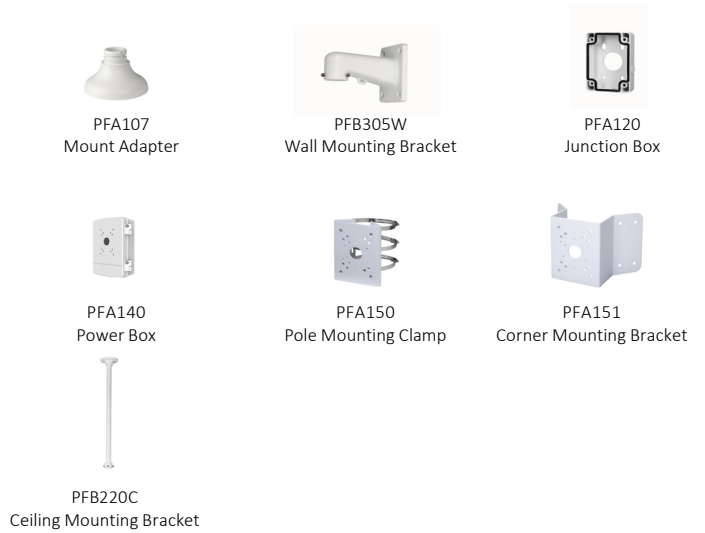 PFA107
Mount Adapter
PFB305W
Wall Mounting Bracket
PFA120
Junction Box
PFA140
Power Box
PFA150
Pole Mounting Clamp
PFA151
Corner Mounting Bracket
PFB220C
Ceiling Mounting Bracket